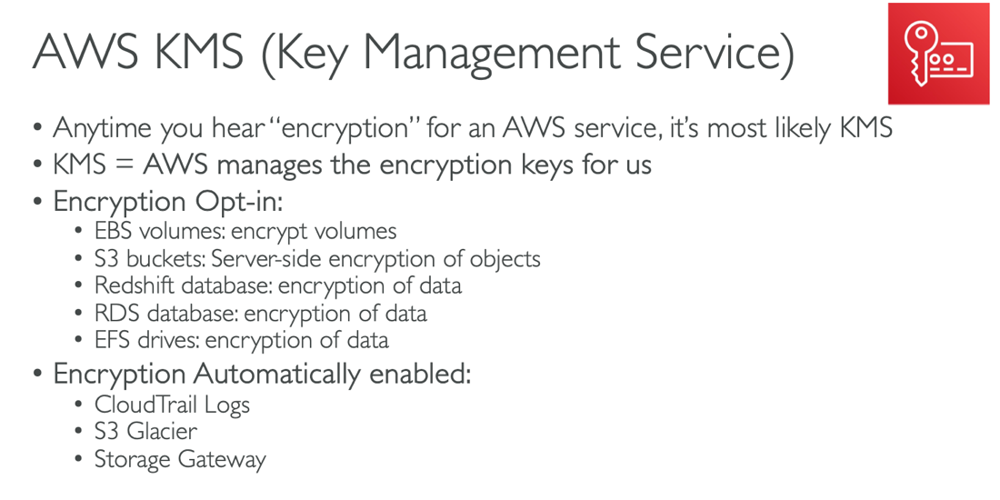 AWS KMS (Key Management Service)
• Anytime you hear “encryption” for an AWS service, it’s most likely KMS
• KMS = AWS manages the encryption keys for us
• Encryption Opt-in:
• EBS volumes: encrypt volumes
• S3 buckets: Server-side encryption of objects
• Redshift database: encryption of data
• RDS database: encryption of data
• EFS drives: encryption of data
• Encryption Automatically enabled:
• CloudTrail Logs
• S3 Glacier
• Storage Gateway